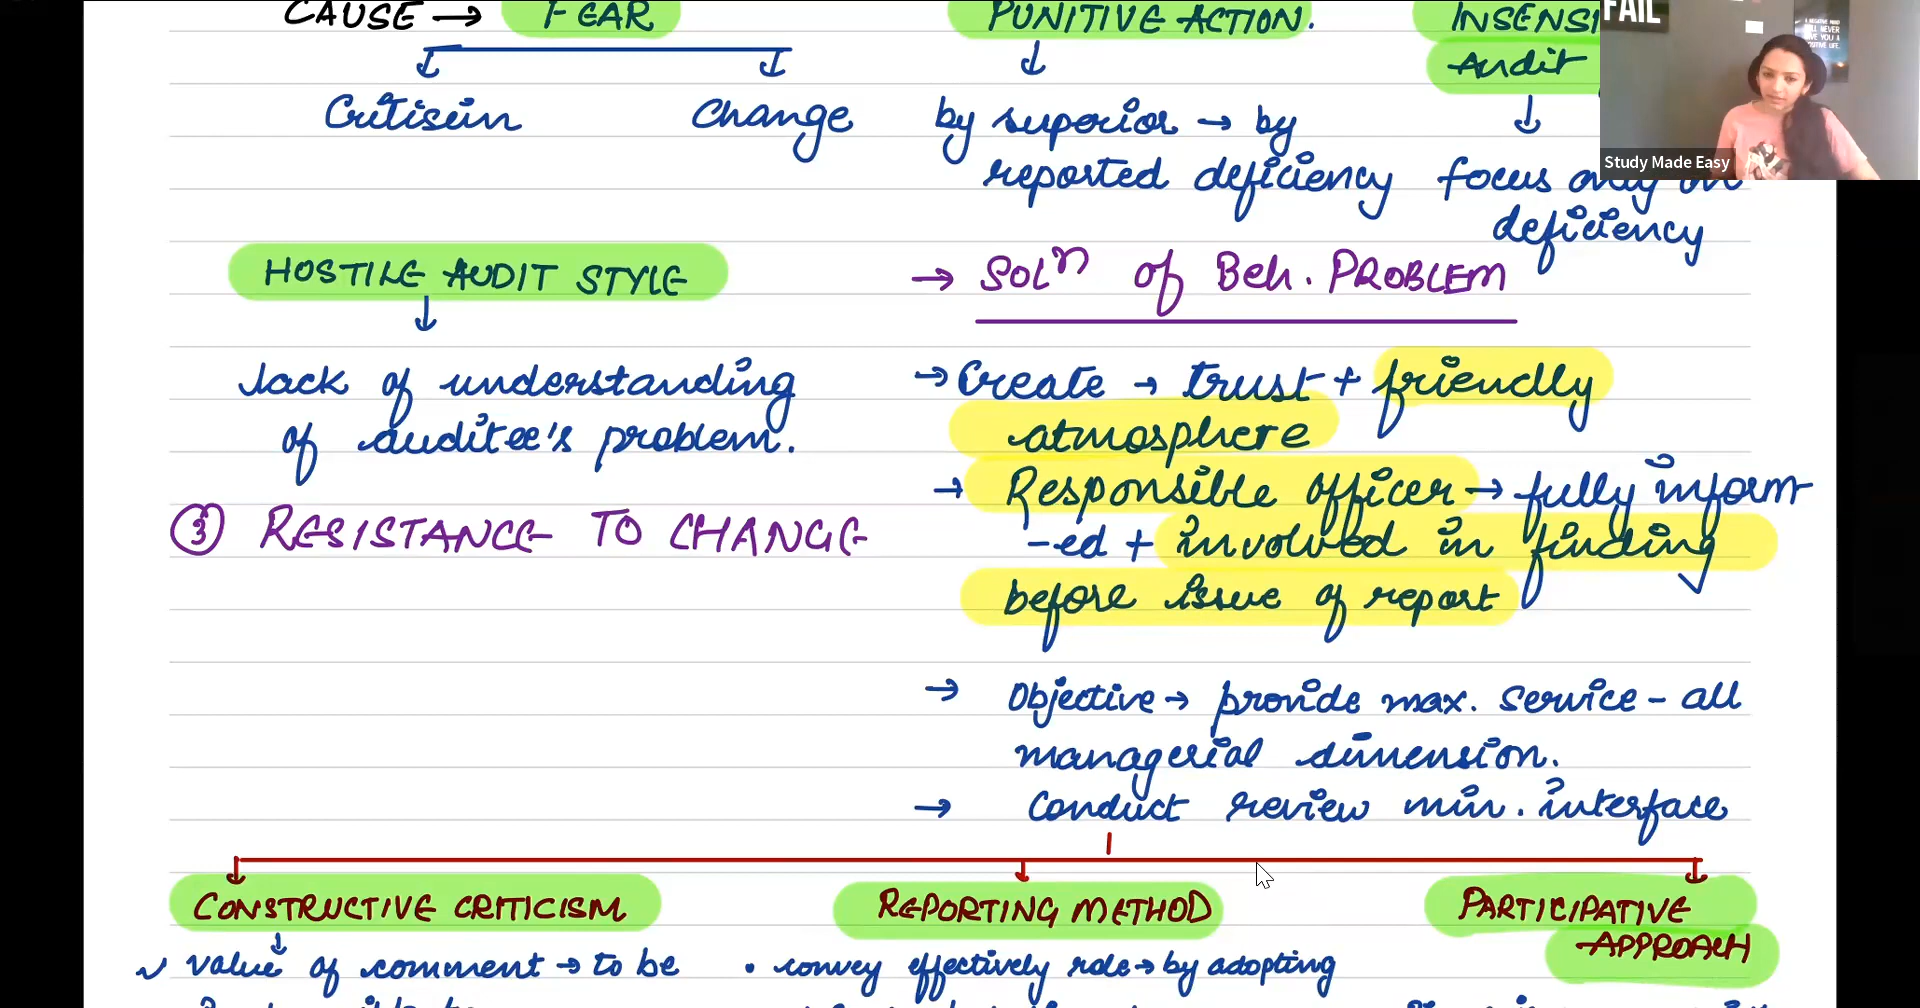 CAUSE → FEAR
PUNITIVE ACTION.
FAIL
Audit
Criticism
Change
by superior → by
reported deficiency
Study Made Easy
focus only on
deficiency
HOSTILE AUDIT STYLE
lack of understanding
of auditee's problem.
③ RESISTANCE TO CHANGE
→ SOLⁿ of Beh. PROBLEM
→ Create → trust + friendly
atmosphere
→ Responsible officer → fully inform
-ed + involved in finding
before issue of report
→ Objective → provide max. service - all
managerial dimension.
→ Conduct review min. interface
CONSTRUCTIVE CRITICISM
✓ value of comment → to be
REPORTING METHOD
• convey effectively role → by adopting
PARTICIPATIVE
APPROACH